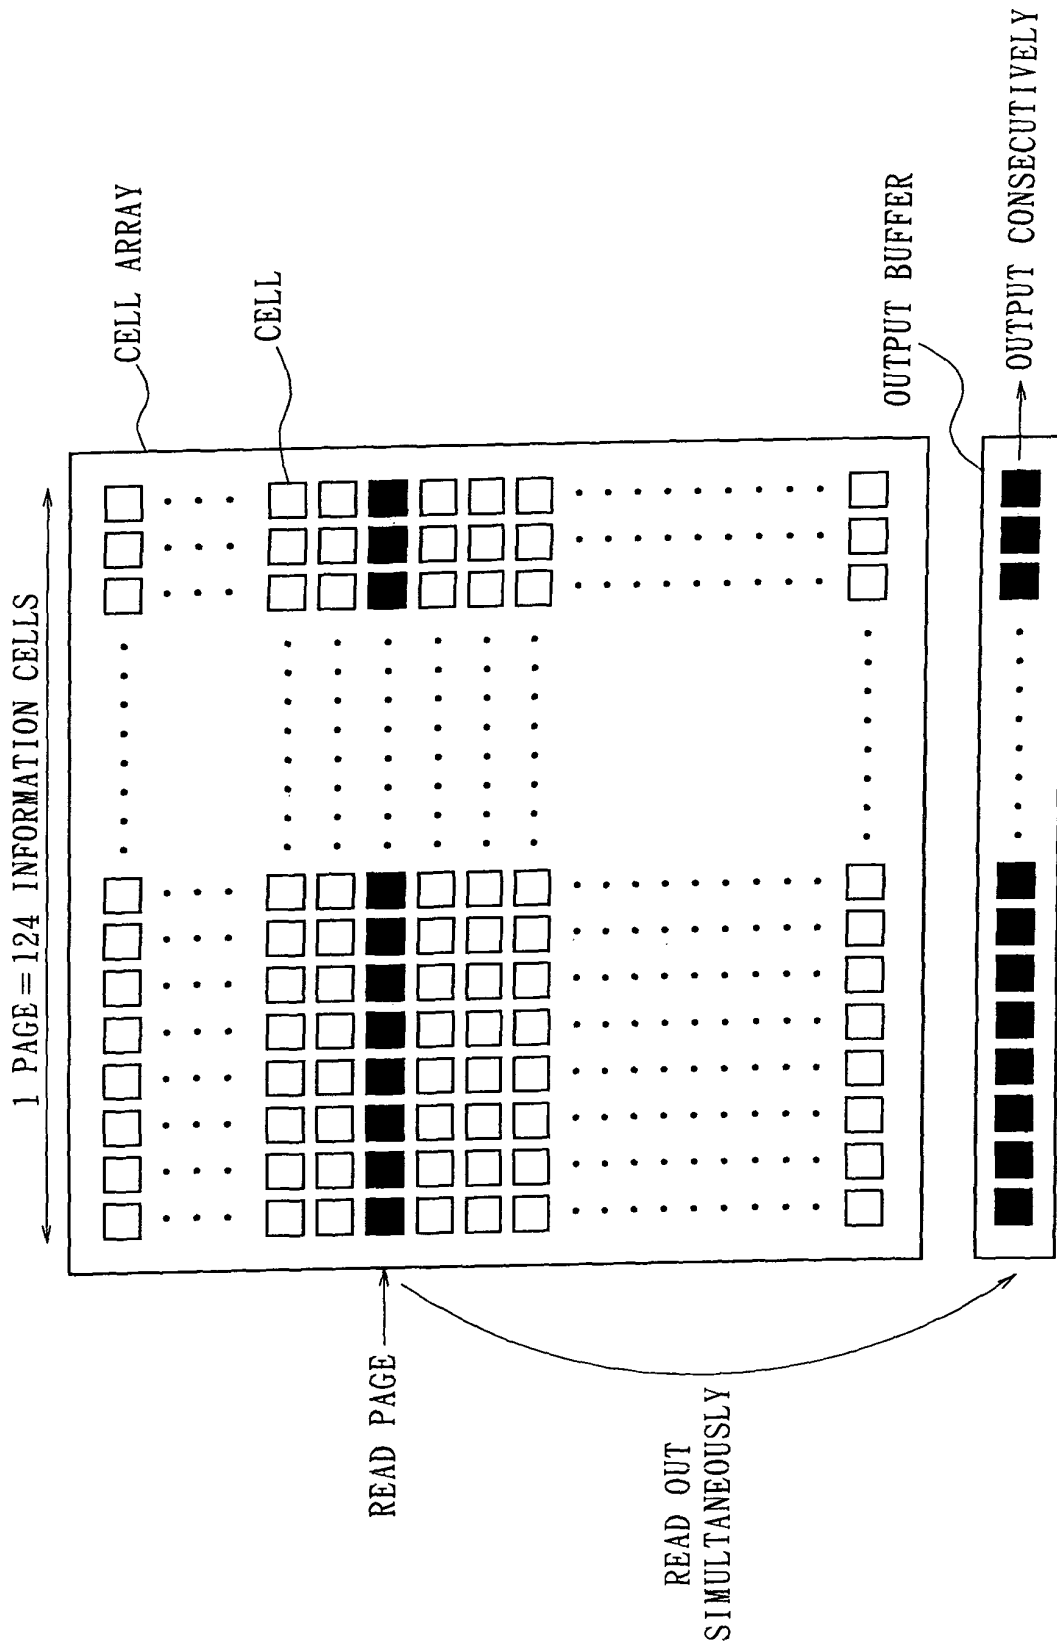 1 PAGE = 124 INFORMATION CELLS
CELL ARRAY
CELL
READ PAGE
READ OUT
SIMULTANEOUSLY
OUTPUT BUFFER
OUTPUT CONSECUTIVELY